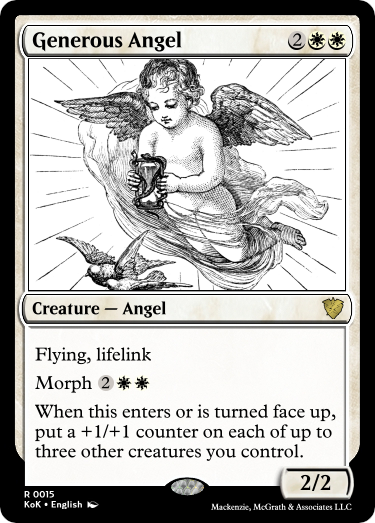 Generous Angel 2
Creature — Angel
Flying, lifelink
Morph 2
When this enters or is turned face up,
put a +1/+1 counter on each of up to
three other creatures you control.
2/2
R 0015
KoK • English
Mackenzie, McGrath & Associates LLC